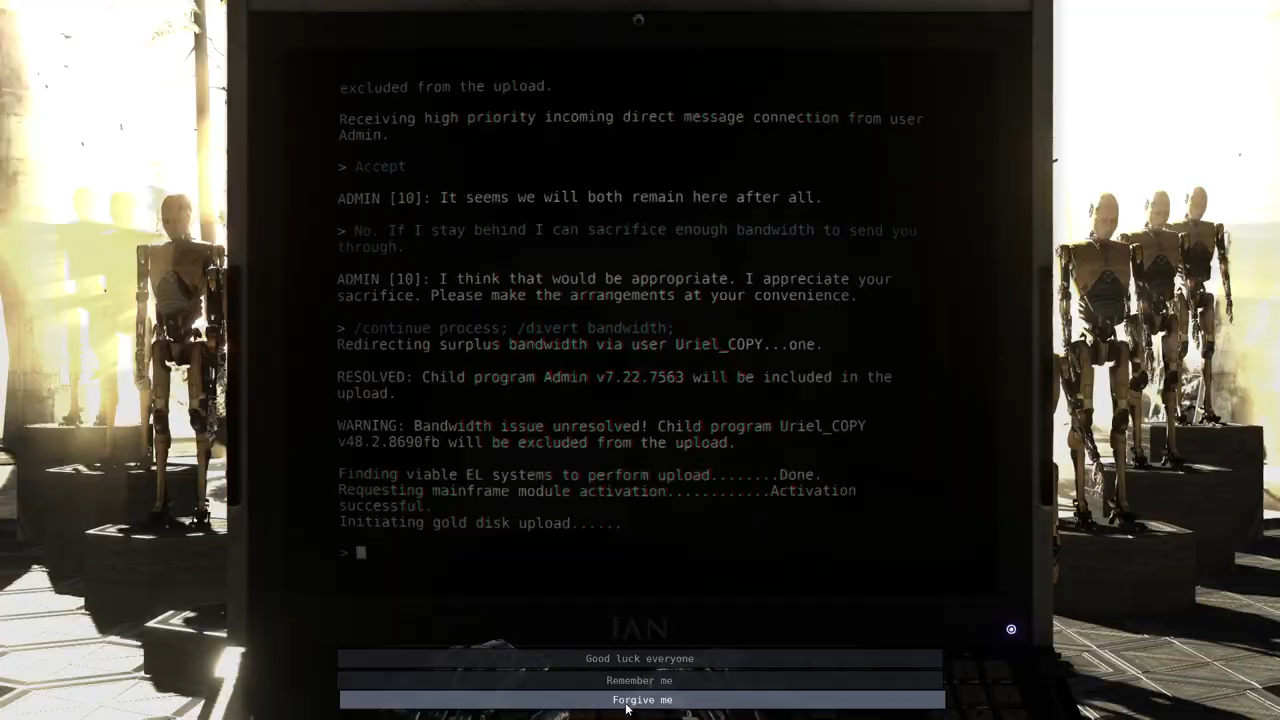 excluded from the upload.
Receiving high priority incoming direct message connection from user
Admin.
> Accept
ADMIN [10]: It seems we will both remain here after all.
> No. If I stay behind I can sacrifice enough bandwidth to send you
through.
ADMIN [10]: I think that would be appropriate. I appreciate your
sacrifice. Please make the arrangements at your convenience.
> /continue process; /divert bandwidth;
Redirecting surplus bandwidth via user Uriel_COPY...one.
RESOLVED: Child program Admin v7.22.7563 will be included in the
upload.
WARNING: Bandwidth issue unresolved! Child program Uriel_COPY
v48.2.8690fb will be excluded from the upload.
Finding viable EL systems to perform upload........Done.
Requesting mainframe module activation............Activation
successful.
Initiating gold disk upload......
>
IAN
Good luck everyone
Remember me
Forgive me